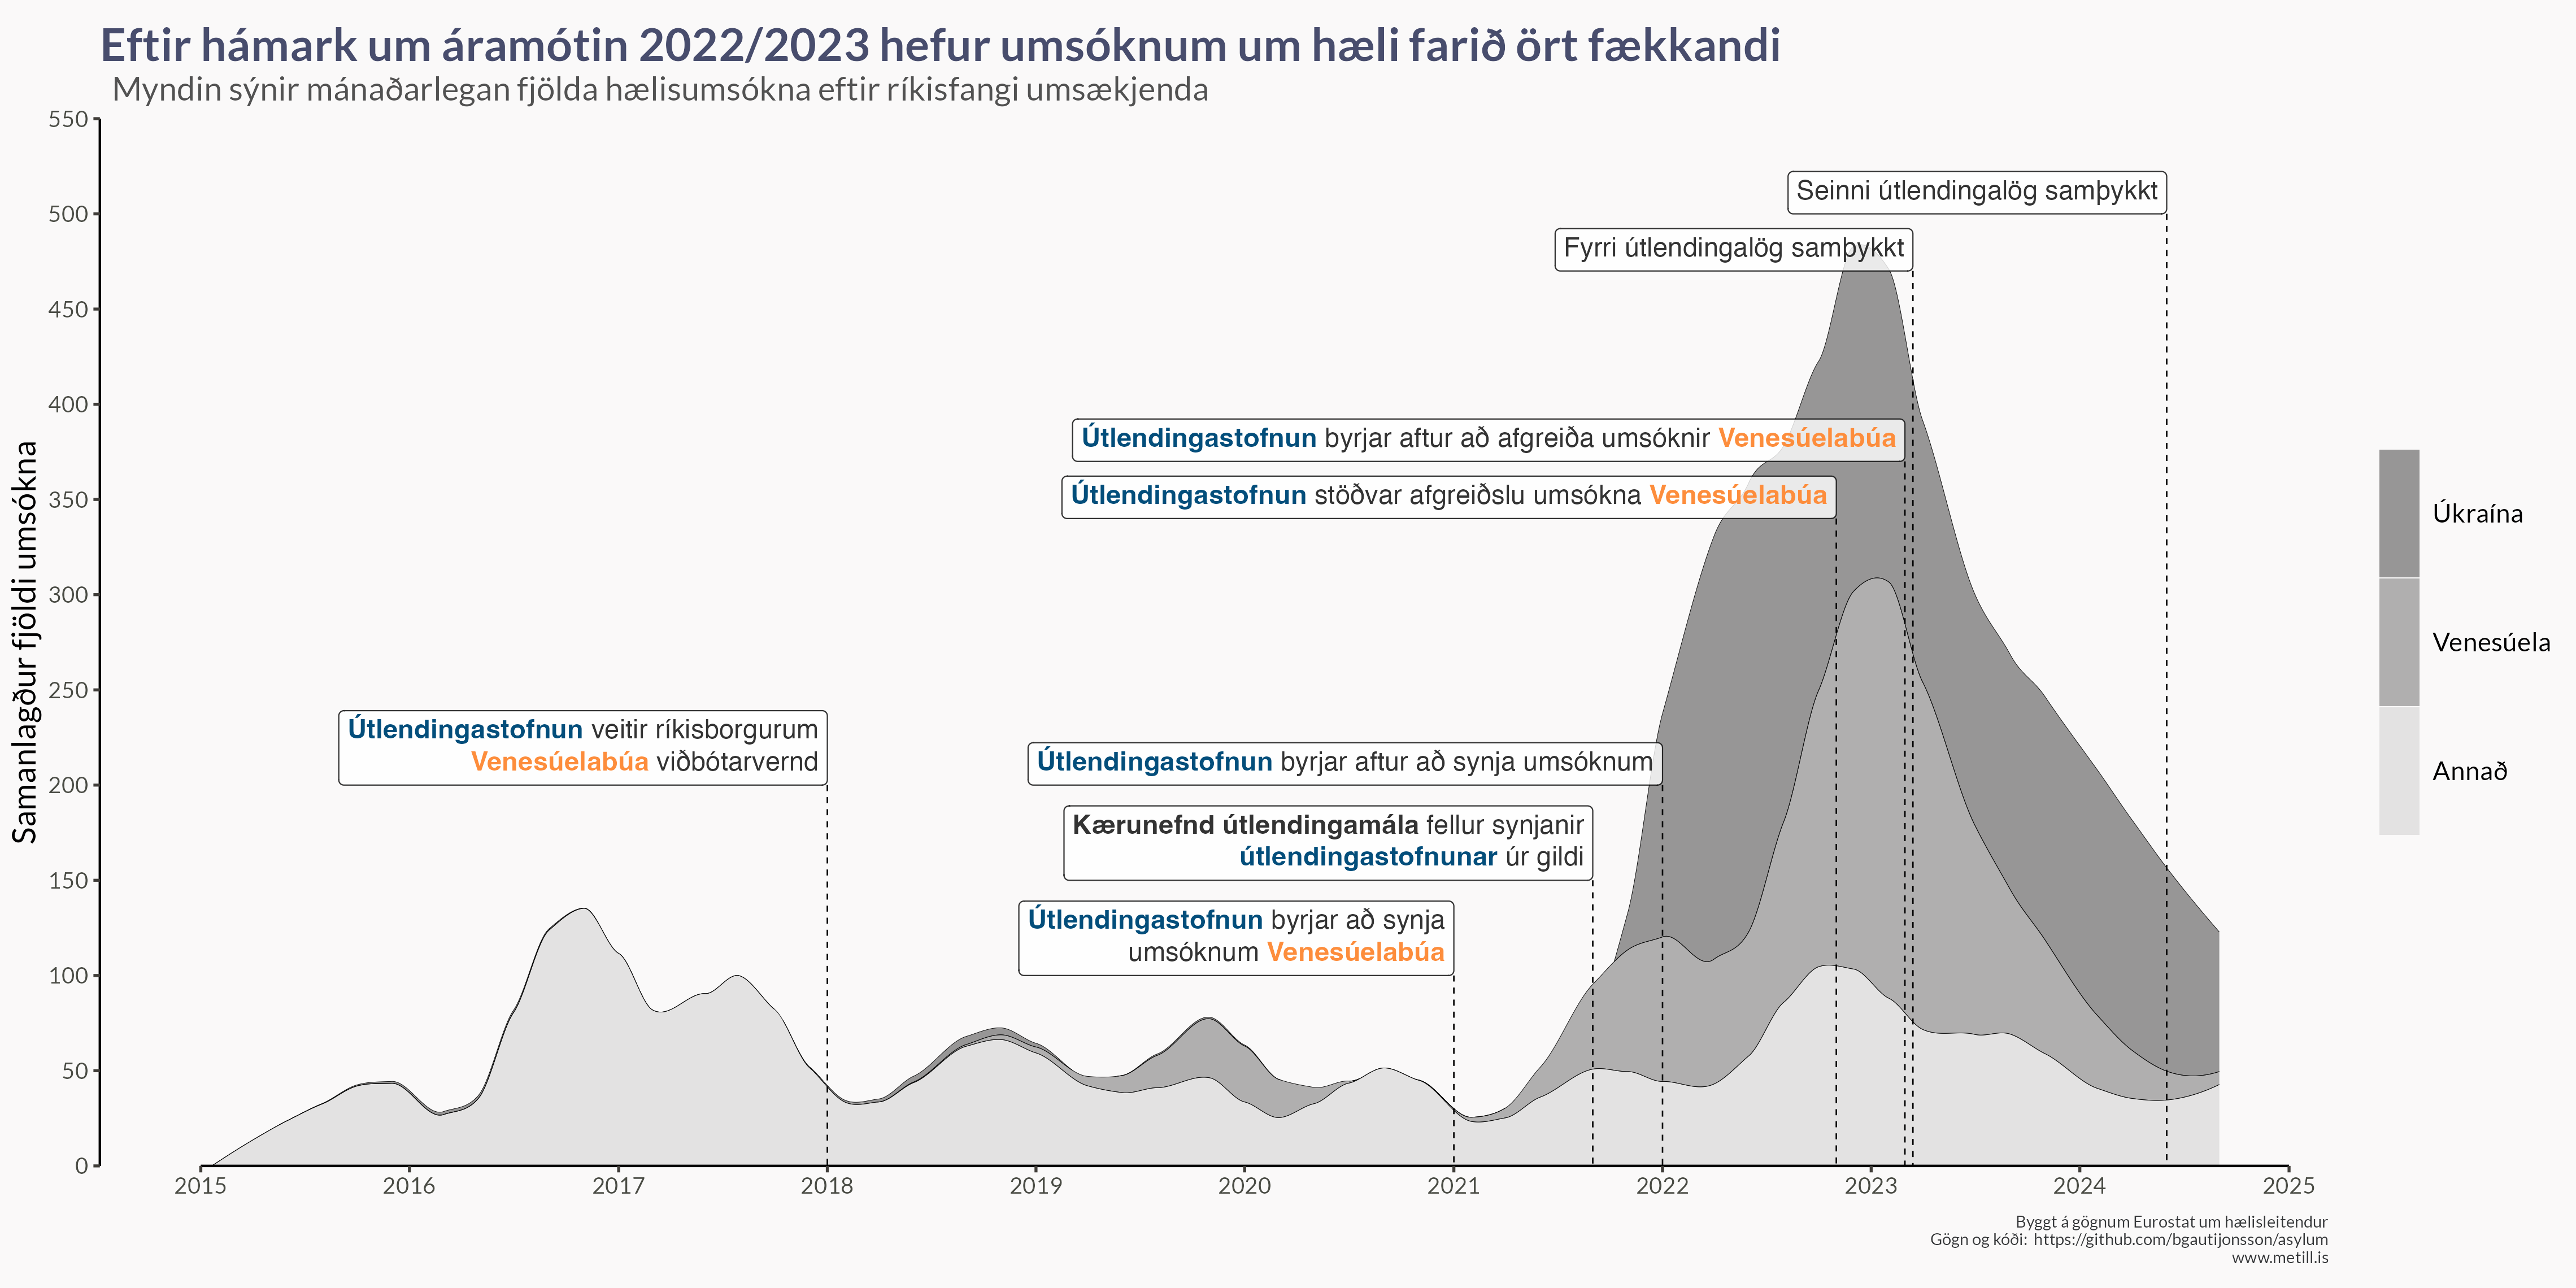 Eftir hámark um áramótin 2022/2023 hefur umsóknum um hæli farið ört fækkandi
Myndin sýnir mánaðarlegan fjölda hælisumsókna eftir ríkisfangi umsækjenda
Samanlagður fjöldi umsókna
550
500
450
400
350
300
250
200
150
100
50
0
Seinni útlendingalög samþykkt
Fyrri útlendingalög samþykkt
Útlendingastofnun byrjar aftur að afgreiða umsóknir Venesúelabúa
Útlendingastofnun stöðvar afgreiðslu umsókna Venesúelabúa
Útlendingastofnun veitir ríkisborgurum
Venesúelabúa viðbótarvernd
Útlendingastofnun byrjar aftur að synja umsóknum
Kærunefnd útlendingamála fellur synjanir
útlendingastofnunar úr gildi
Útlendingastofnun byrjar að synja
umsóknum Venesúelabúa
Úkraína
Venesúela
Annað
2015
2016
2017
2018
2019
2020
2021
2022
2023
2024
2025
Byggt á gögnum Eurostat um hælisleitendur
Gögn og kóði: https://github.com/bgautijonsson/asylum
www.metill.is